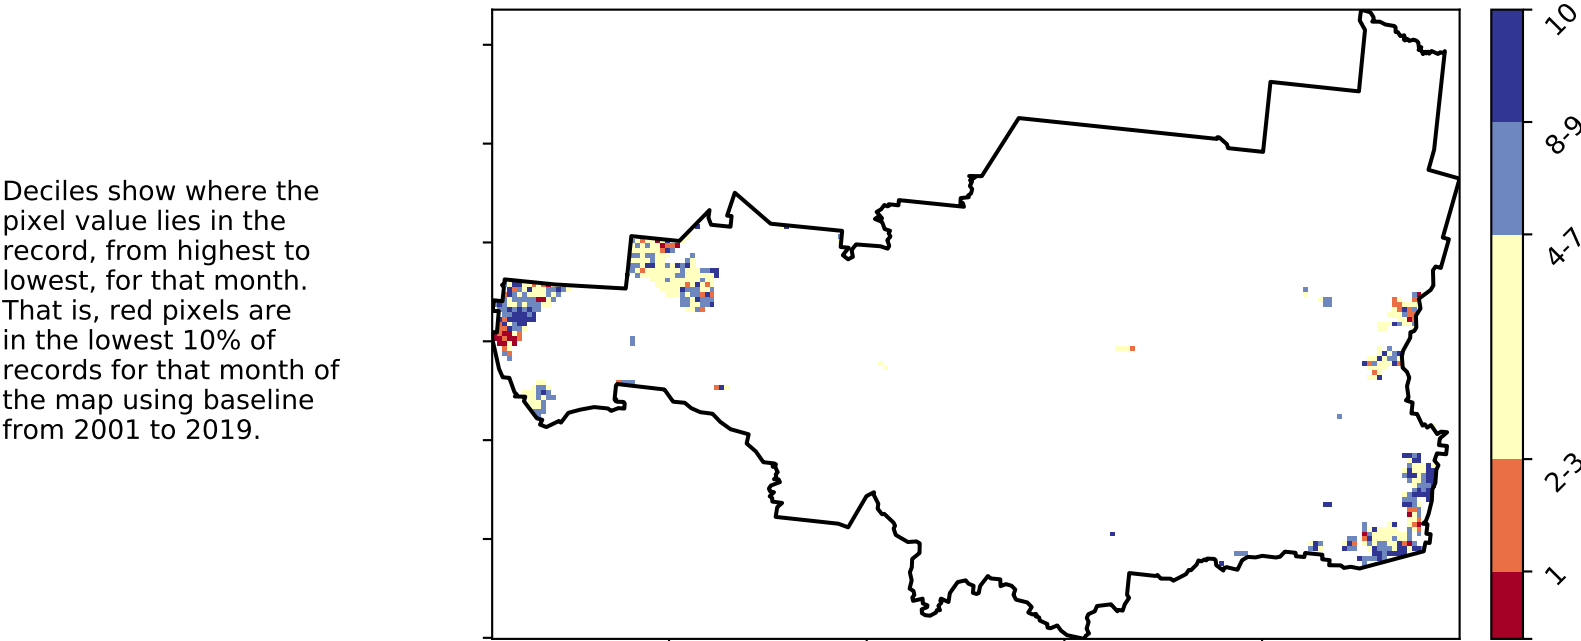 Deciles show where the
pixel value lies in the
record, from highest to
lowest, for that month.
That is, red pixels are
in the lowest 10% of
records for that month of
the map using baseline
from 2001 to 2019.
10
8-9
4-7
2-3
1